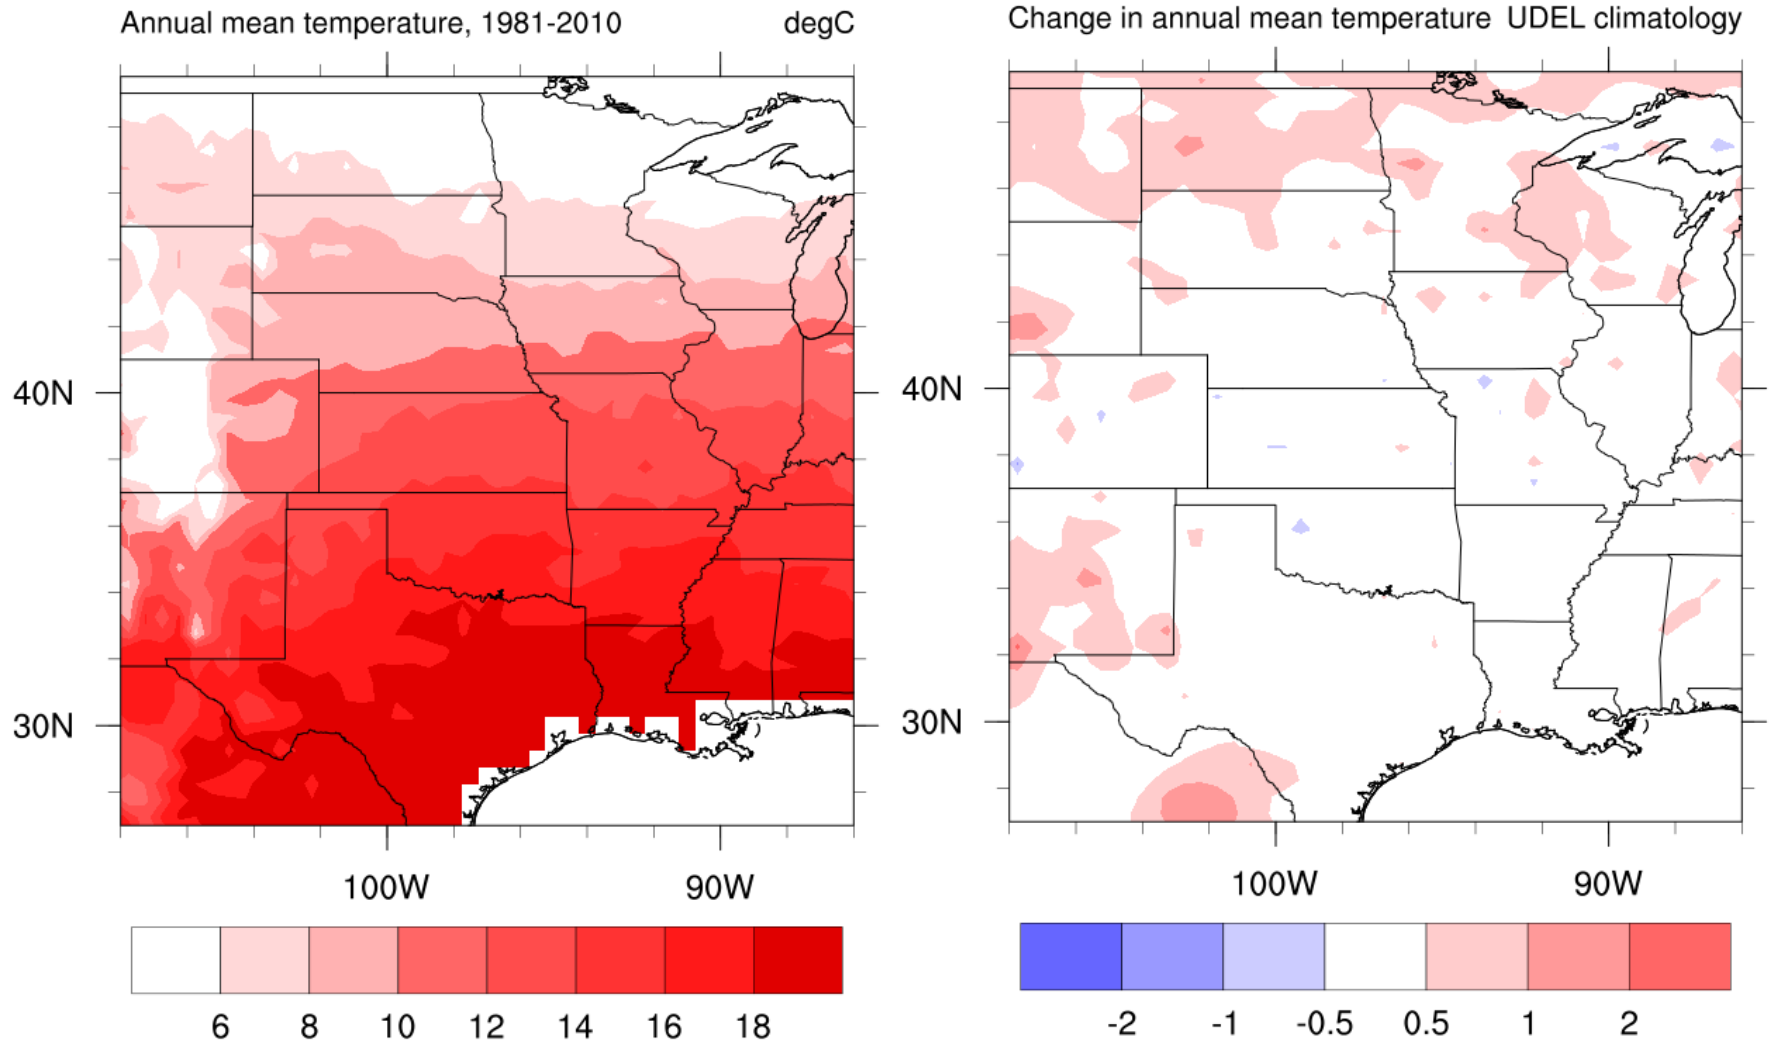 Annual mean temperature, 1981-2010 degC
Change in annual mean temperature UDEL climatology
40N
30N
100W 90W
6 8 10 12 14 16 18
40N
30N
100W 90W
-2 -1 -0.5 0.5 1 2